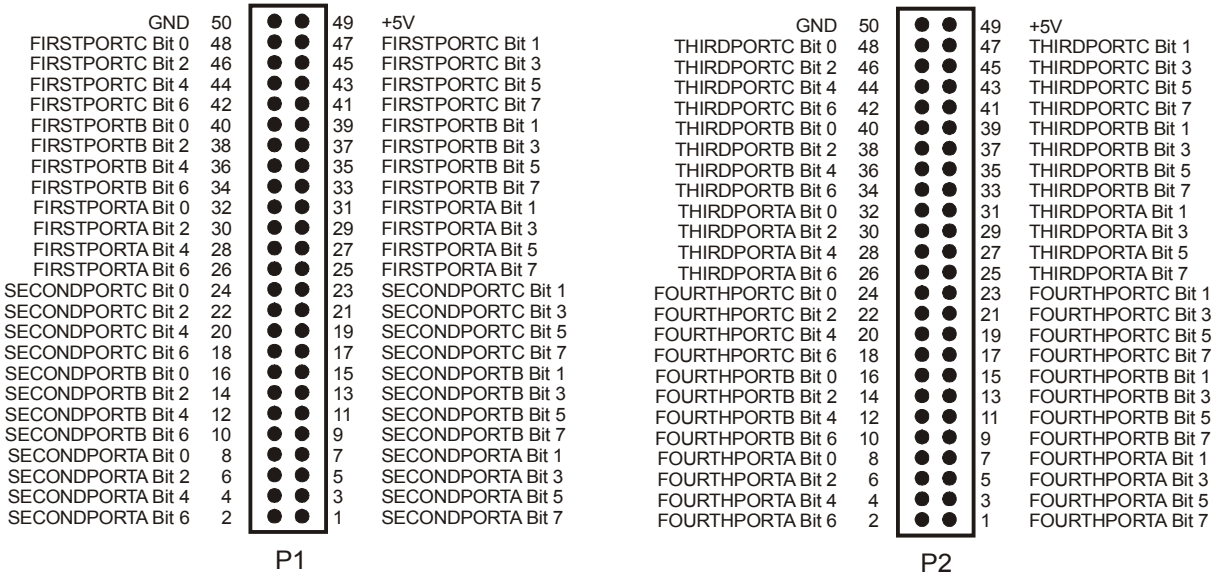 GND 50 49 +5V
FIRSTPORTC Bit 0 48 47 FIRSTPORTC Bit 1
FIRSTPORTC Bit 2 46 45 FIRSTPORTC Bit 3
FIRSTPORTC Bit 4 44 43 FIRSTPORTC Bit 5
FIRSTPORTC Bit 6 42 41 FIRSTPORTC Bit 7
FIRSTPORTB Bit 0 40 39 FIRSTPORTB Bit 1
FIRSTPORTB Bit 2 38 37 FIRSTPORTB Bit 3
FIRSTPORTB Bit 4 36 35 FIRSTPORTB Bit 5
FIRSTPORTB Bit 6 34 33 FIRSTPORTB Bit 7
FIRSTPORTA Bit 0 32 31 FIRSTPORTA Bit 1
FIRSTPORTA Bit 2 30 29 FIRSTPORTA Bit 3
FIRSTPORTA Bit 4 28 27 FIRSTPORTA Bit 5
FIRSTPORTA Bit 6 26 25 FIRSTPORTA Bit 7
SECONDPORTC Bit 0 24 23 SECONDPORTC Bit 1
SECONDPORTC Bit 2 22 21 SECONDPORTC Bit 3
SECONDPORTC Bit 4 20 19 SECONDPORTC Bit 5
SECONDPORTC Bit 6 18 17 SECONDPORTC Bit 7
SECONDPORTB Bit 0 16 15 SECONDPORTB Bit 1
SECONDPORTB Bit 2 14 13 SECONDPORTB Bit 3
SECONDPORTB Bit 4 12 11 SECONDPORTB Bit 5
SECONDPORTB Bit 6 10 9 SECONDPORTB Bit 7
SECONDPORTA Bit 0 8 7 SECONDPORTA Bit 1
SECONDPORTA Bit 2 6 5 SECONDPORTA Bit 3
SECONDPORTA Bit 4 4 3 SECONDPORTA Bit 5
SECONDPORTA Bit 6 2 1 SECONDPORTA Bit 7
P1
GND 50 49 +5V
THIRDPORTC Bit 0 48 47 THIRDPORTC Bit 1
THIRDPORTC Bit 2 46 45 THIRDPORTC Bit 3
THIRDPORTC Bit 4 44 43 THIRDPORTC Bit 5
THIRDPORTC Bit 6 42 41 THIRDPORTC Bit 7
THIRDPORTB Bit 0 40 39 THIRDPORTB Bit 1
THIRDPORTB Bit 2 38 37 THIRDPORTB Bit 3
THIRDPORTB Bit 4 36 35 THIRDPORTB Bit 5
THIRDPORTB Bit 6 34 33 THIRDPORTB Bit 7
THIRDPORTA Bit 0 32 31 THIRDPORTA Bit 1
THIRDPORTA Bit 2 30 29 THIRDPORTA Bit 3
THIRDPORTA Bit 4 28 27 THIRDPORTA Bit 5
THIRDPORTA Bit 6 26 25 THIRDPORTA Bit 7
FOURTHPORTC Bit 0 24 23 FOURTHPORTC Bit 1
FOURTHPORTC Bit 2 22 21 FOURTHPORTC Bit 3
FOURTHPORTC Bit 4 20 19 FOURTHPORTC Bit 5
FOURTHPORTC Bit 6 18 17 FOURTHPORTC Bit 7
FOURTHPORTB Bit 0 16 15 FOURTHPORTB Bit 1
FOURTHPORTB Bit 2 14 13 FOURTHPORTB Bit 3
FOURTHPORTB Bit 4 12 11 FOURTHPORTB Bit 5
FOURTHPORTB Bit 6 10 9 FOURTHPORTB Bit 7
FOURTHPORTA Bit 0 8 7 FOURTHPORTA Bit 1
FOURTHPORTA Bit 2 6 5 FOURTHPORTA Bit 3
FOURTHPORTA Bit 4 4 3 FOURTHPORTA Bit 5
FOURTHPORTA Bit 6 2 1 FOURTHPORTA Bit 7
P2